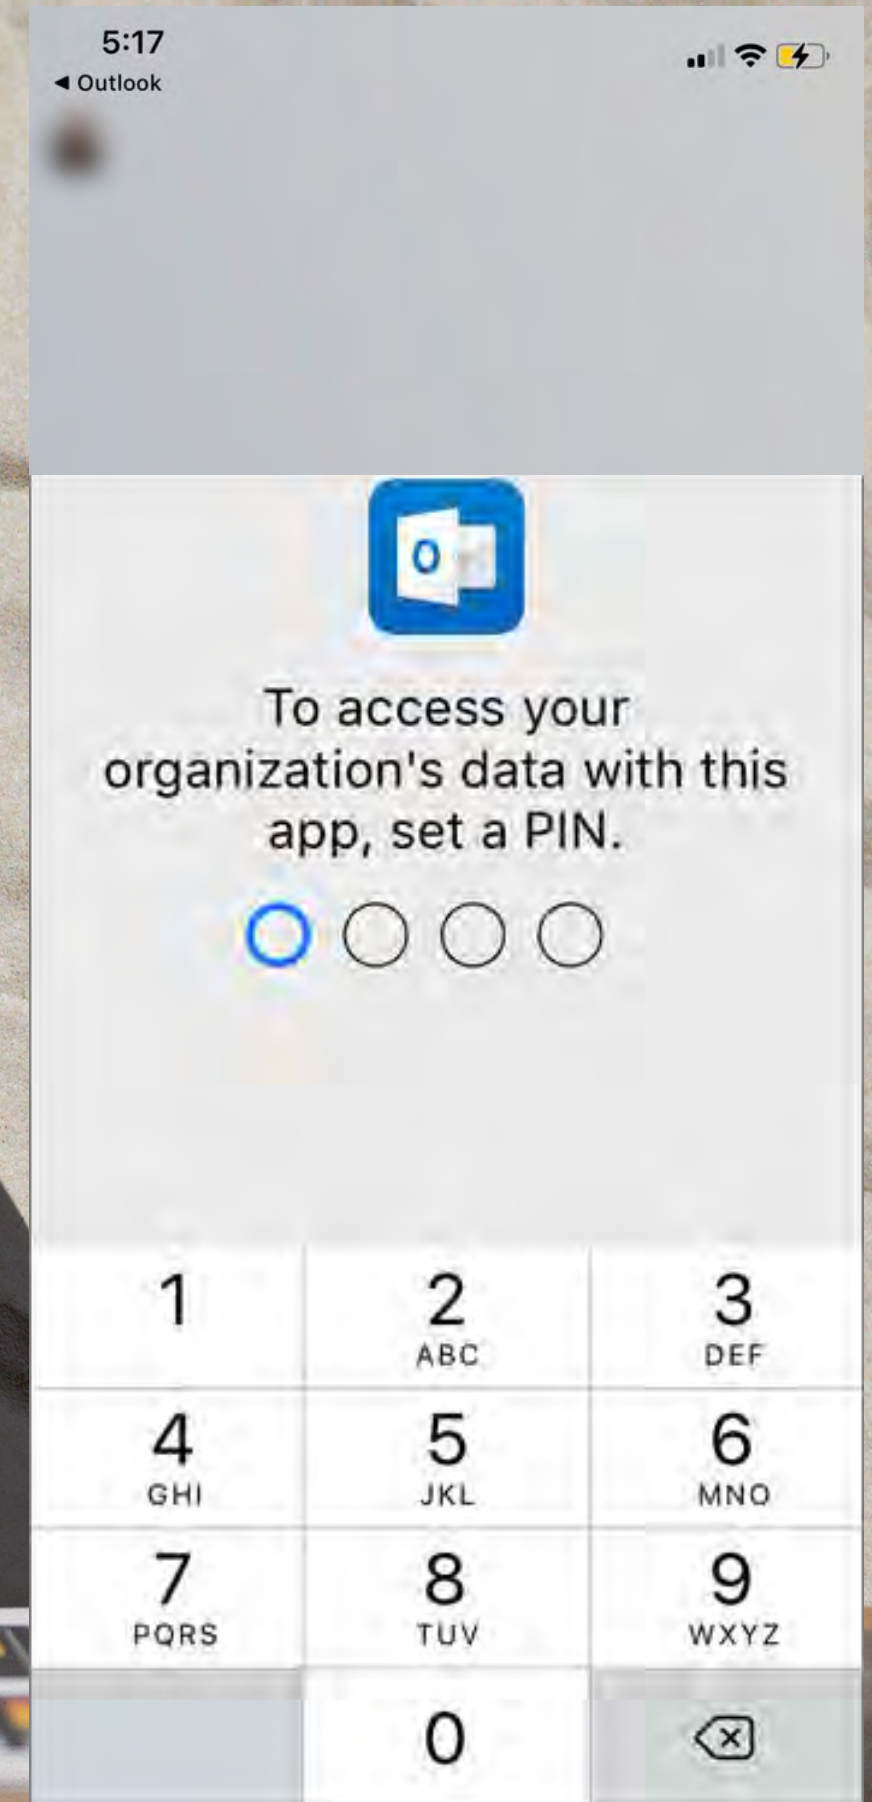 5:17
◀ Outlook
O
To access your
organization's data with this
app, set a PIN.
1 2 3
ABC DEF
4 5 6
GHI JKL MNO
7 8 9
PQRS TUV WXYZ
0